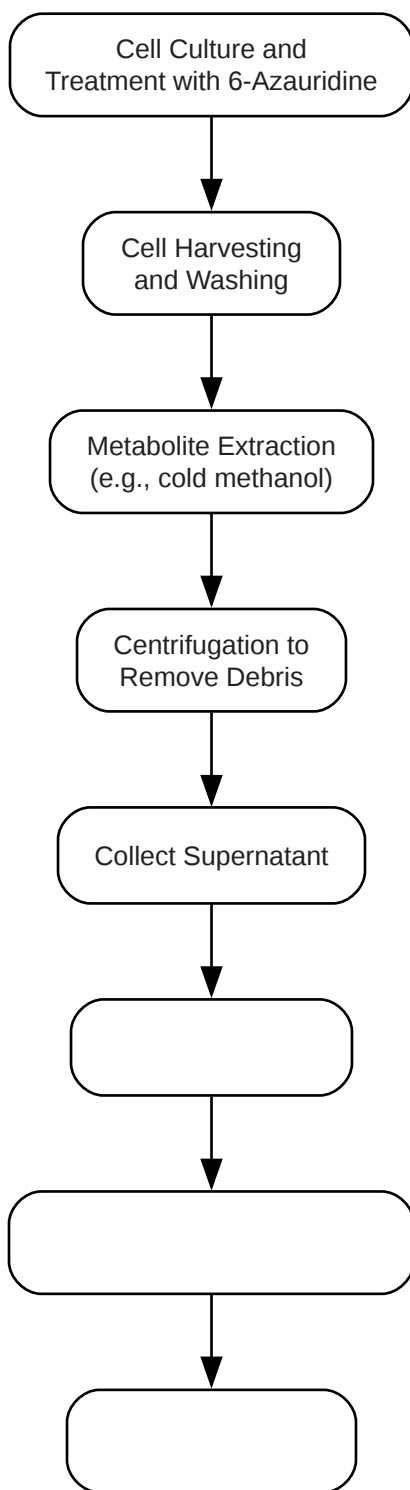 Cell Culture and
Treatment with 6-Azauridine
Cell Harvesting
and Washing
Metabolite Extraction
(e.g., cold methanol)
Centrifugation to
Remove Debris
Collect Supernatant